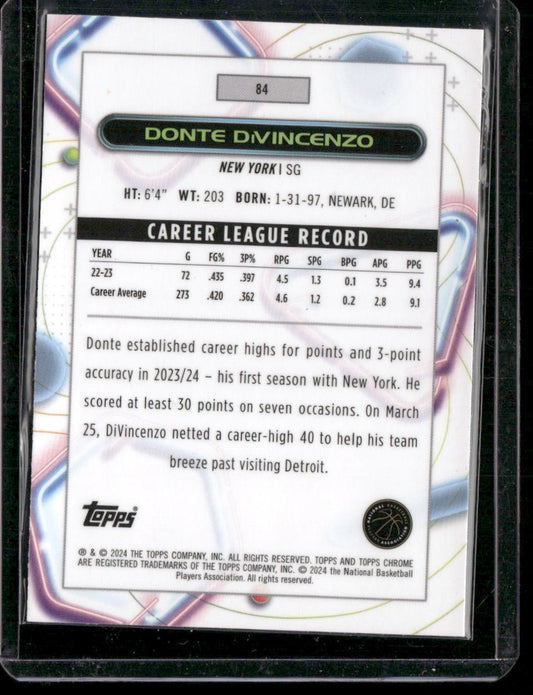 84
DONTE DiVINCENZO
NEW YORK | SG
HT: 6'4" WT: 203 BORN: 1-31-97, NEWARK, DE
CAREER LEAGUE RECORD
YEAR G FG% 3P% RPG SPG BPG APG PPG
22-23 72 .435 .397 4.5 1.3 0.1 3.5 9.4
Career Average 273 .420 .362 4.6 1.2 0.2 2.8 9.1
Donte established career highs for points and 3-point
accuracy in 2023/24 – his first season with New York. He
scored at least 30 points on seven occasions. On March
25, DiVincenzo netted a career-high 40 to help his team
breeze past visiting Detroit.
topps®
NATIONAL BASKETBALL PLAYERS ASSOCIATION
® & © 2024 THE TOPPS COMPANY, INC. ALL RIGHTS RESERVED. TOPPS AND TOPPS CHROME
ARE REGISTERED TRADEMARKS OF THE TOPPS COMPANY, INC. © 2024 the National Basketball
Players Association. All rights reserved.